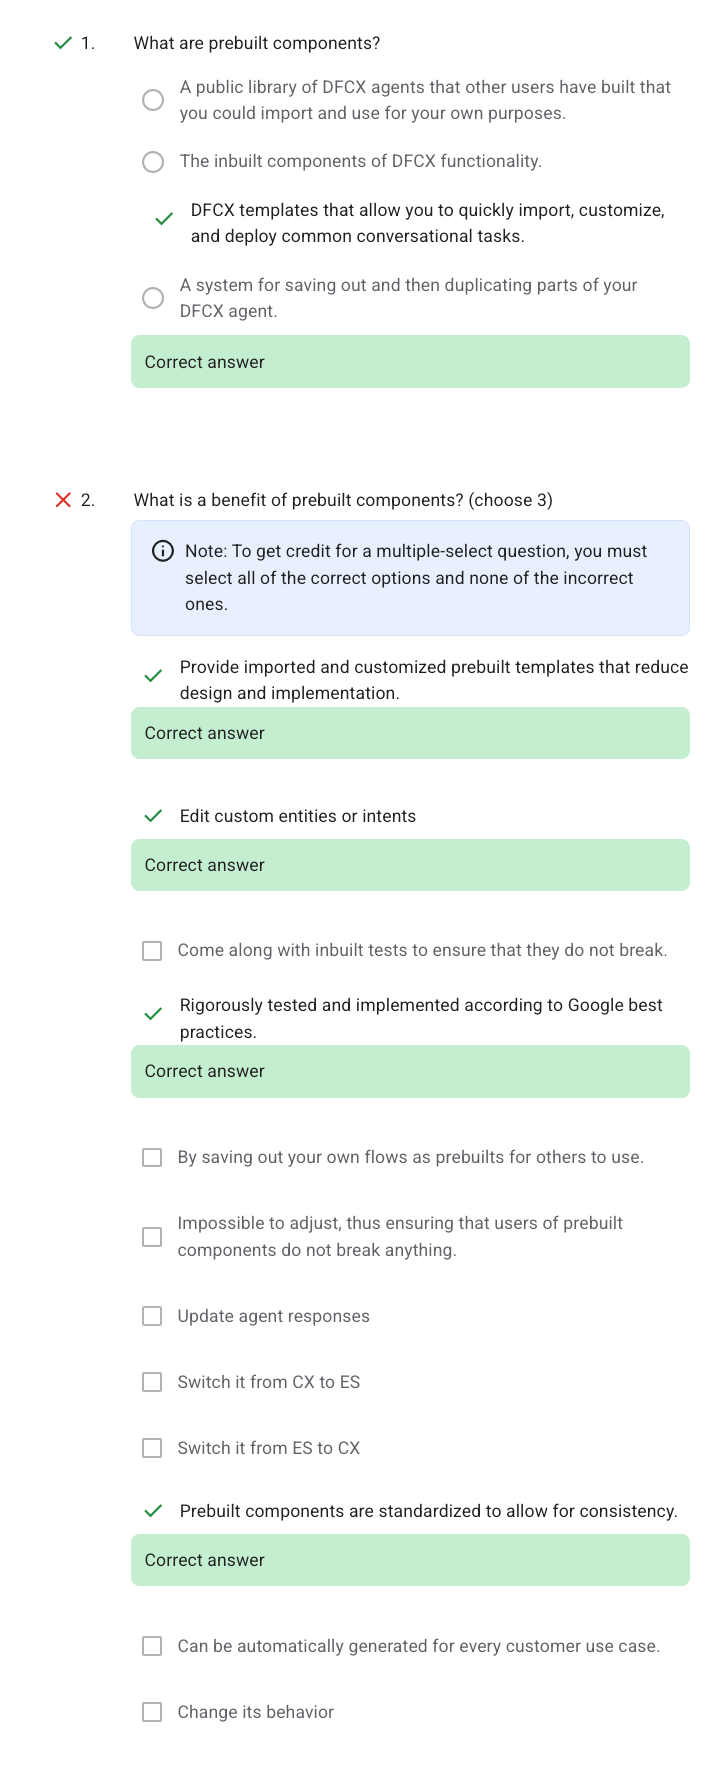 1. What are prebuilt components?
A public library of DFCX agents that other users have built that
you could import and use for your own purposes.
The inbuilt components of DFCX functionality.
DFCX templates that allow you to quickly import, customize,
and deploy common conversational tasks.
A system for saving out and then duplicating parts of your
DFCX agent.
Correct answer
2. What is a benefit of prebuilt components? (choose 3)
Note: To get credit for a multiple-select question, you must
select all of the correct options and none of the incorrect
ones.
Provide imported and customized prebuilt templates that reduce
design and implementation.
Correct answer
Edit custom entities or intents
Correct answer
Come along with inbuilt tests to ensure that they do not break.
Rigorously tested and implemented according to Google best
practices.
Correct answer
By saving out your own flows as prebuilts for others to use.
Impossible to adjust, thus ensuring that users of prebuilt
components do not break anything.
Update agent responses
Switch it from CX to ES
Switch it from ES to CX
Prebuilt components are standardized to allow for consistency.
Correct answer
Can be automatically generated for every customer use case.
Change its behavior